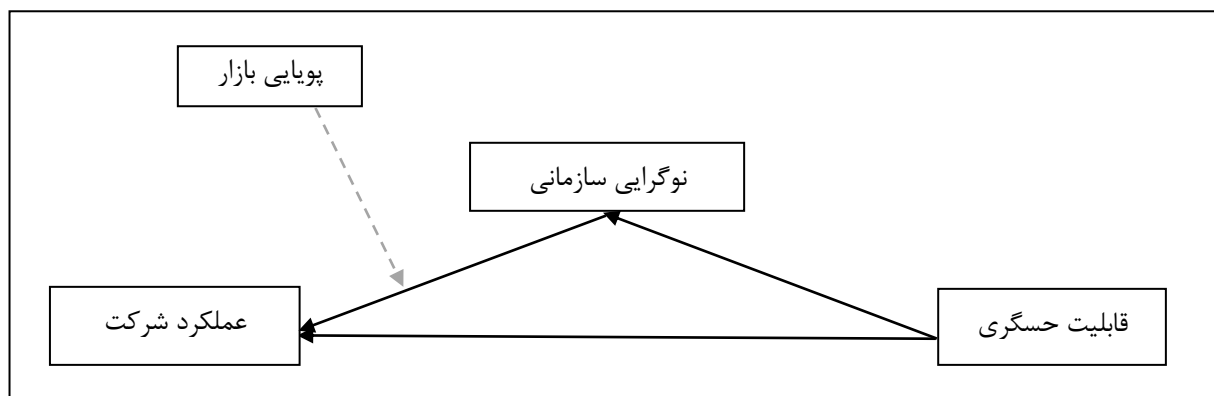 پویایی بازار
نوگرایی سازمانی
قابلیت حسگری
عملکرد شرکت